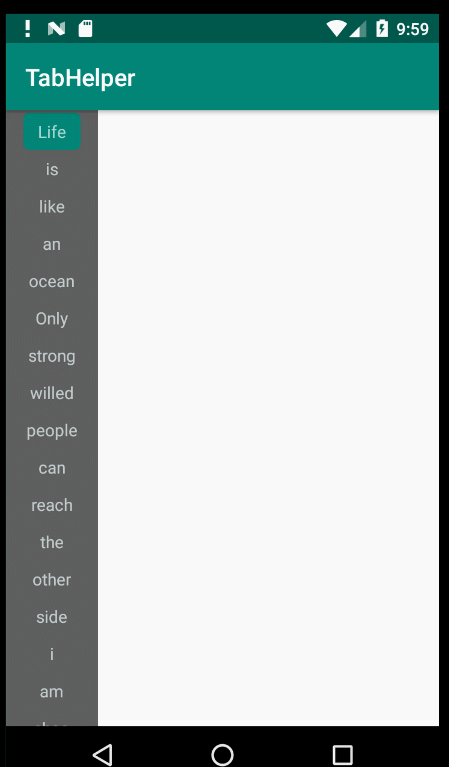 9:59
TabHelper
Life
is
like
an
ocean
Only
strong
willed
people
can
reach
the
other
side
i
am